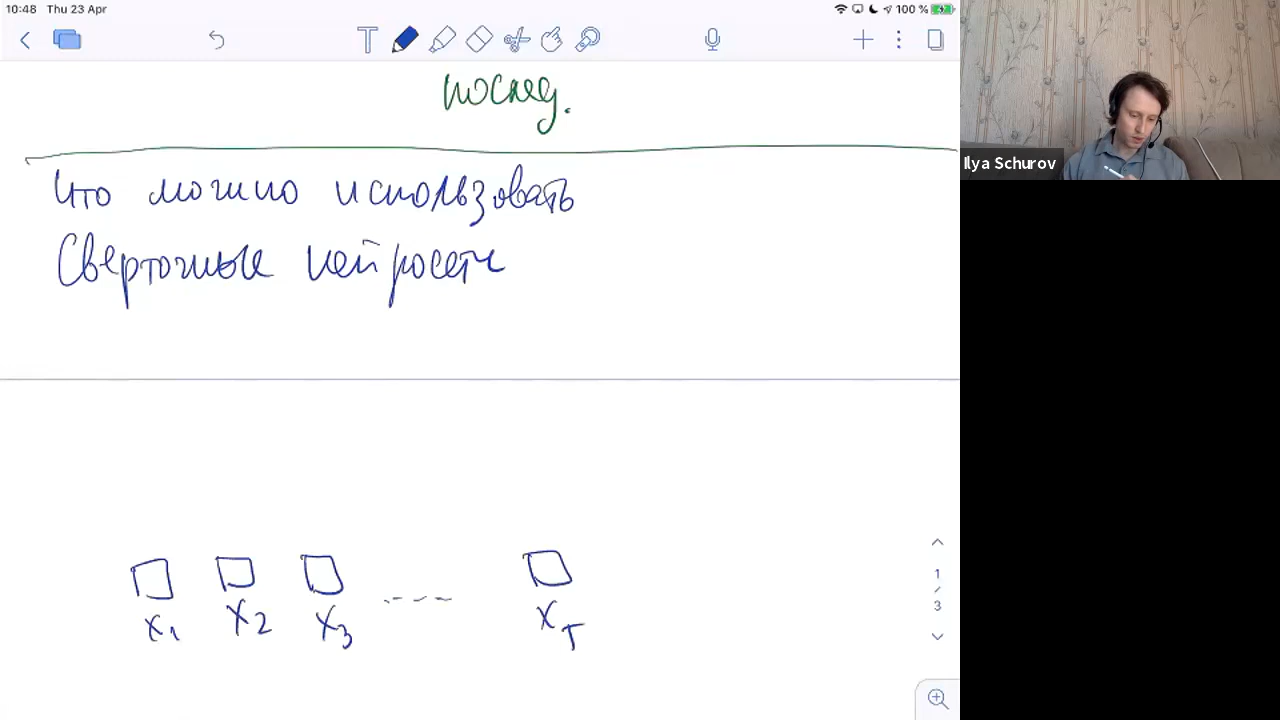 10:48 Thu 23 Apr 100 %
T
послед.
Что можно использовать
Сверточные нейросети
Ilya Schurov
x1 x2 x3 ---- xT
1
/
3